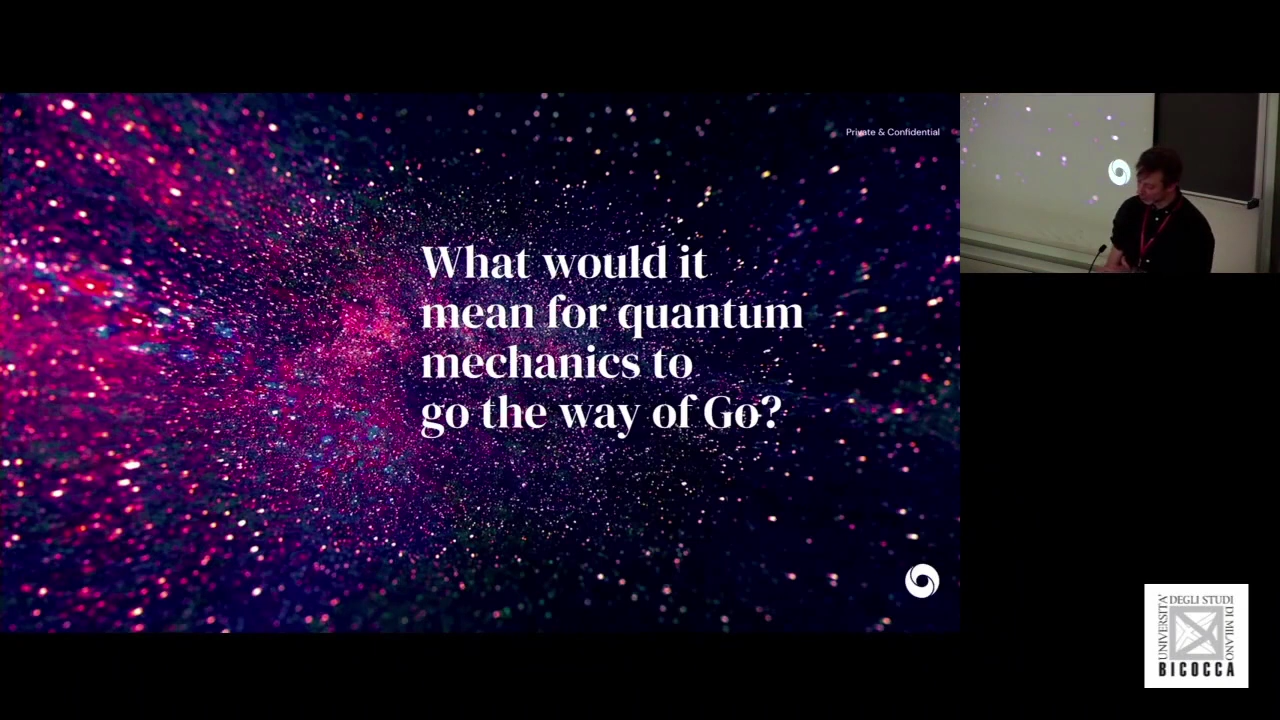 Private & Confidential
What would it
mean for quantum
mechanics to
go the way of Go?
UNIVERSITA'
DEGLI STUDI
DI MILANO
BICOCCA